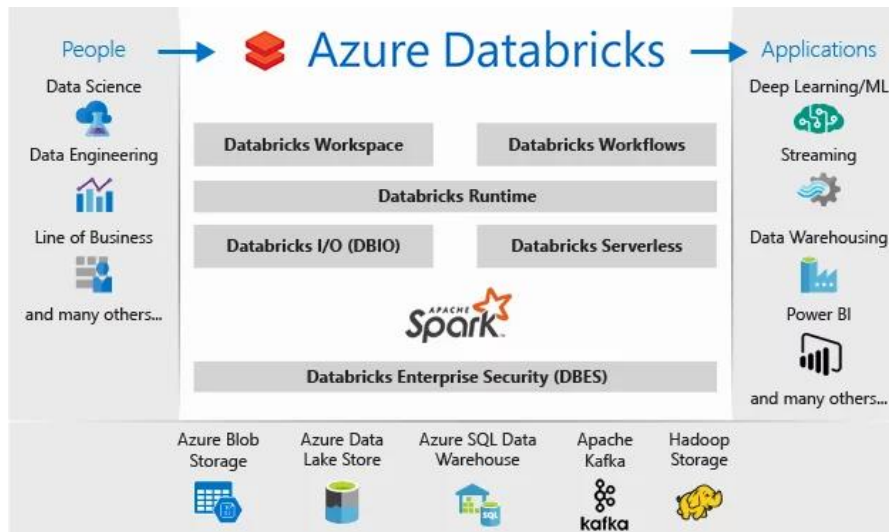 People
Azure Databricks
Applications
Data Science
Data Engineering
Line of Business
and many others...
Databricks Workspace
Databricks Workflows
Databricks Runtime
Databricks I/O (DBIO)
Databricks Serverless
APACHE
Spark
Databricks Enterprise Security (DBES)
Deep Learning/ML
Streaming
Data Warehousing
Power BI
and many others...
Azure Blob
Storage
Azure Data
Lake Store
Azure SQL Data
Warehouse
SQL
Apache
Kafka
kafka
Hadoop
Storage